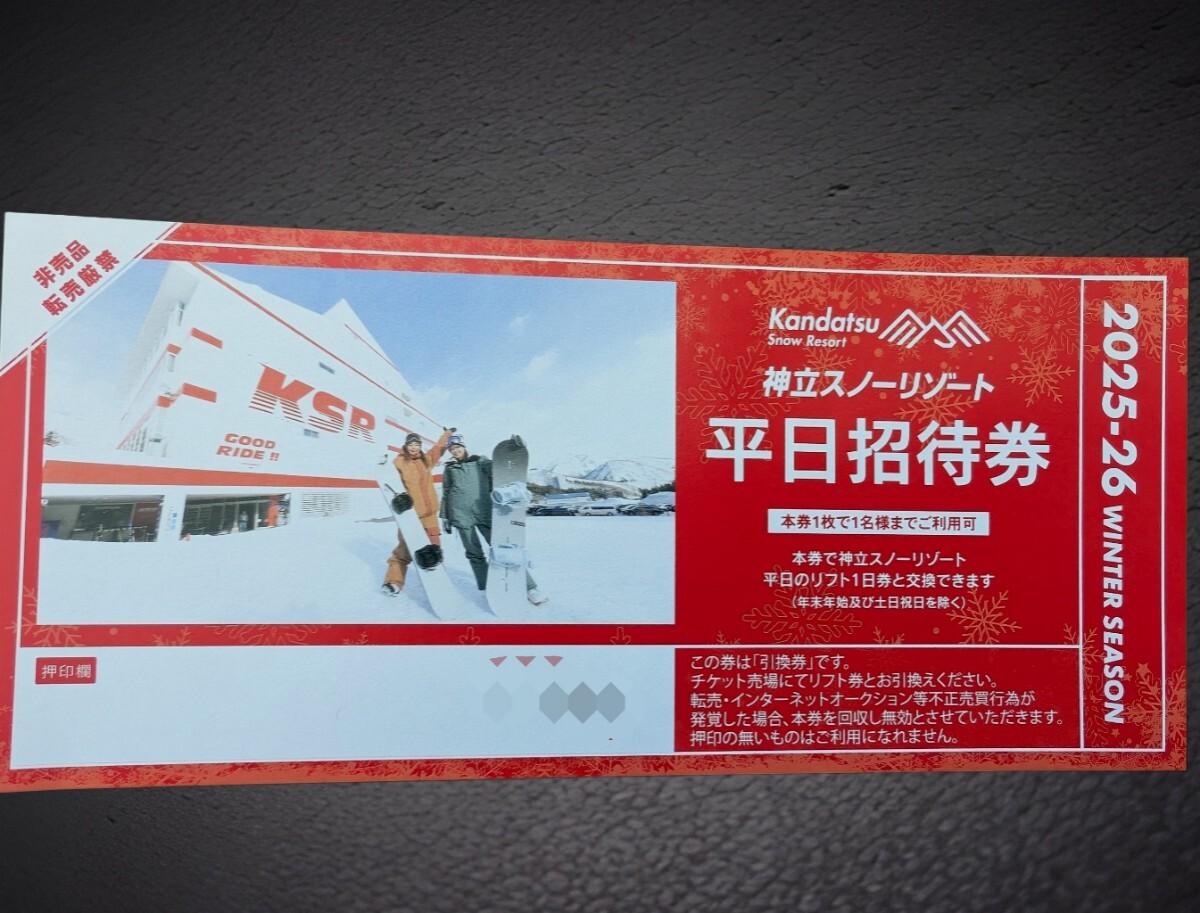 非売品
転売厳禁
KSR
GOOD
RIDE !!
Kandatsu
Snow Resort
神立スノーリゾート
平日招待券
本券1枚で1名様までご利用可
本券で神立スノーリゾート
平日のリフト1日券と交換できます
(年末年始及び土日祝日を除く)
2025-26 WINTER SEASON
押印欄
この券は「引換券」です。
チケット売場にてリフト券とお引換えください。
転売・インターネットオークション等不正売買行為が
発覚した場合、本券を回収し無効とさせていただきます。
押印の無いものはご利用になれません。